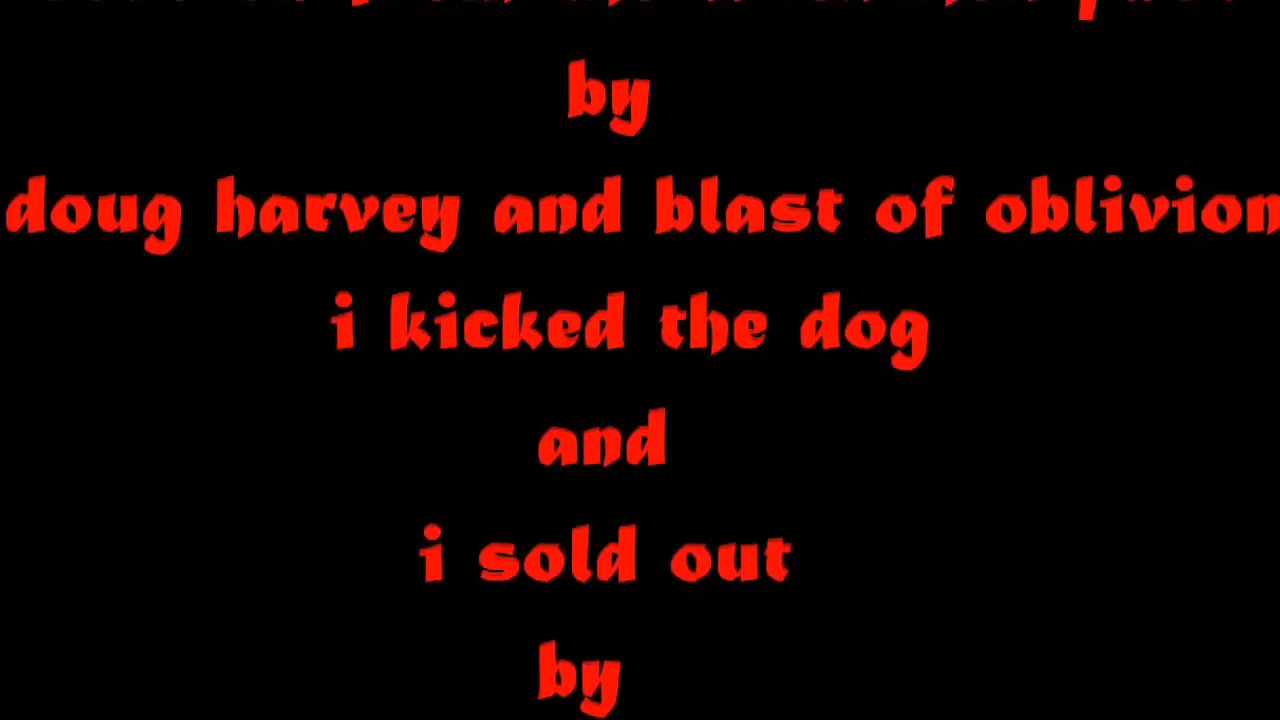 by
doug harvey and blast of oblivion
i kicked the dog
and
i sold out
by